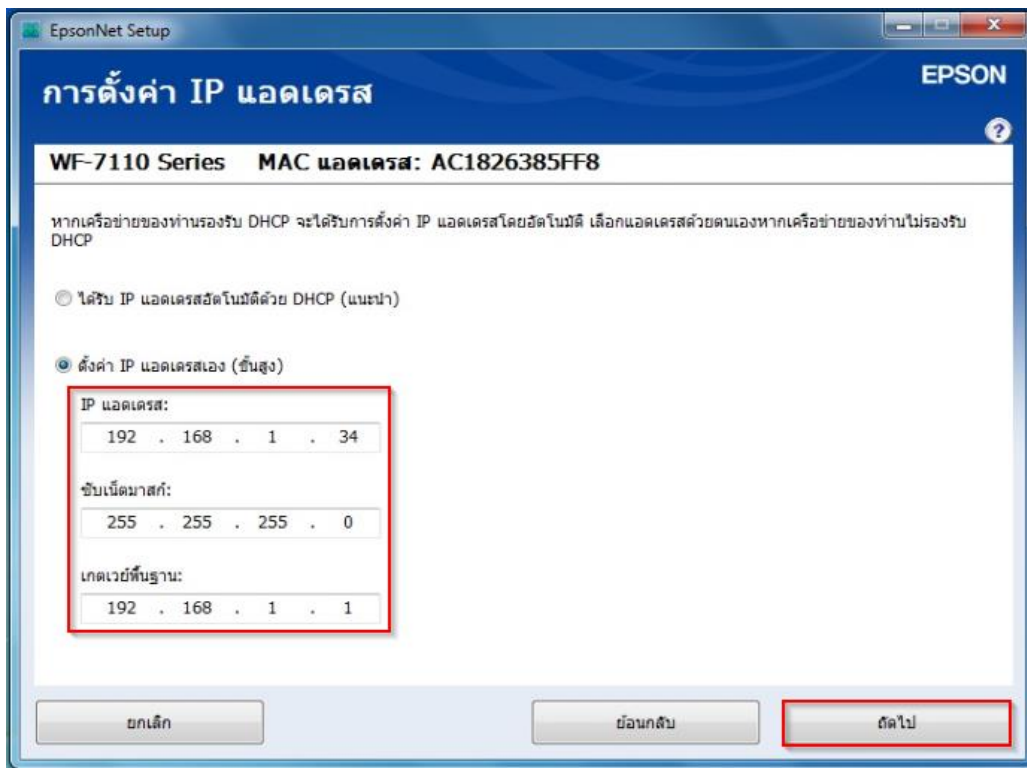 EpsonNet Setup
การตั้งค่า IP แอดเดรส
EPSON
?
WF-7110 Series MAC แอดเดรส: AC1826385FF8
หากเครือข่ายของท่านรองรับ DHCP จะได้รับการตั้งค่า IP แอดเดรสโดยอัตโนมัติ เลือกแอดเดรสด้วยตนเองหากเครือข่ายของท่านไม่รองรับ
DHCP
ได้รับ IP แอดเดรสอัตโนมัติด้วย DHCP (แนะนำ)
ตั้งค่า IP แอดเดรสเอง (ขั้นสูง)
IP แอดเดรส:
192 . 168 . 1 . 34
ซับเน็ตมาสก์:
255 . 255 . 255 . 0
เกตเวย์พื้นฐาน:
192 . 168 . 1 . 1
ยกเลิก
ย้อนกลับ
ถัดไป